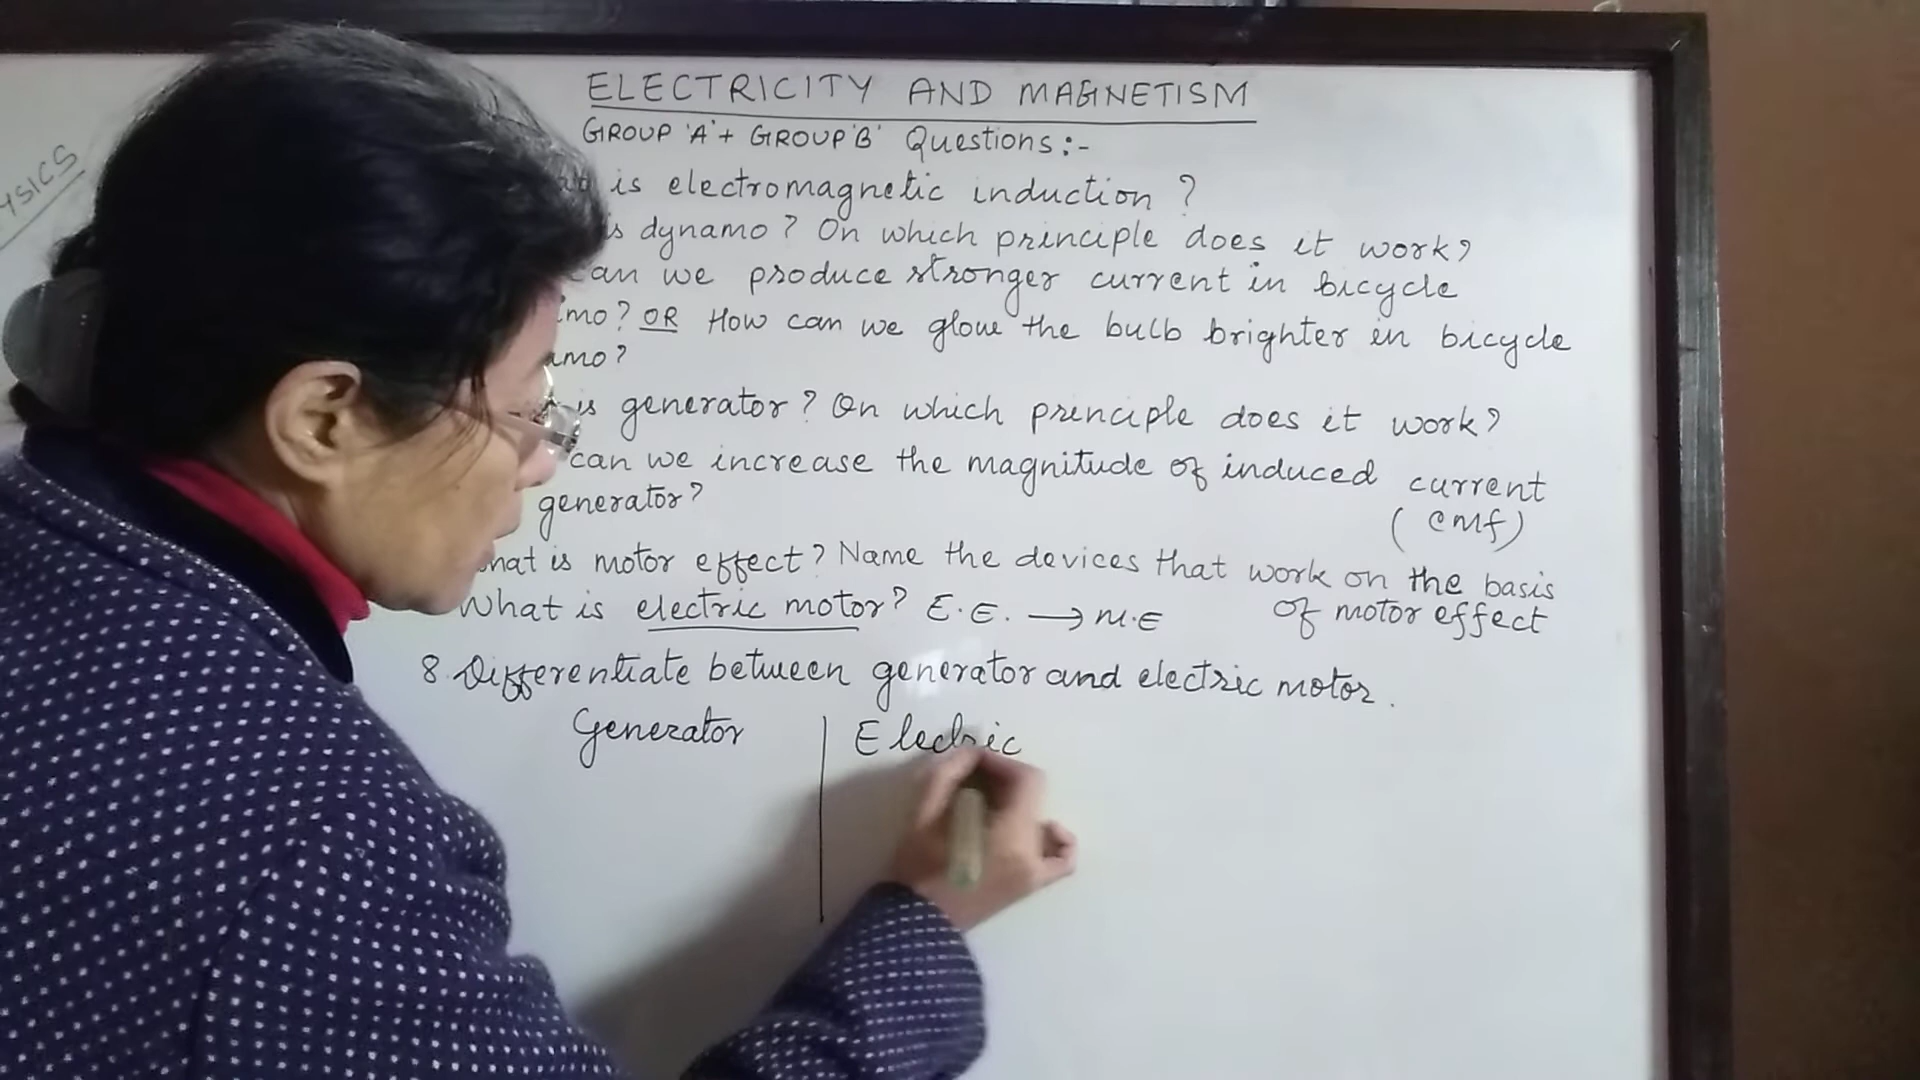 ELECTRICITY AND MAGNETISM
GROUP 'A' + GROUP 'B' Questions:-
is electromagnetic induction ?
is dynamo? On which principle does it work?
can we produce stronger current in bicycle
OR How can we glow the bulb brighter in bicycle
is generator? On which principle does it work?
can we increase the magnitude of induced current
generator? (emf)
is motor effect? Name the devices that work on the basis
What is electric motor? E.E. → M.E of motor effect
8. Differentiate between generator and electric motor.
Generator Electric